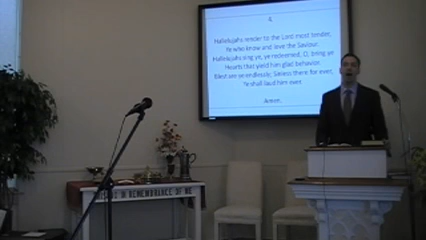 4.
Hallelujahs render to the Lord most tender,
Ye who know and love the Saviour.
Hallelujahs sing ye, ye redeemed, O, bring ye
Hearts that yield him glad behavior.
Blest are ye endlessly, Sinless there for ever,
Ye shall laud him ever.
Amen.
IN REMEMBRANCE OF ME